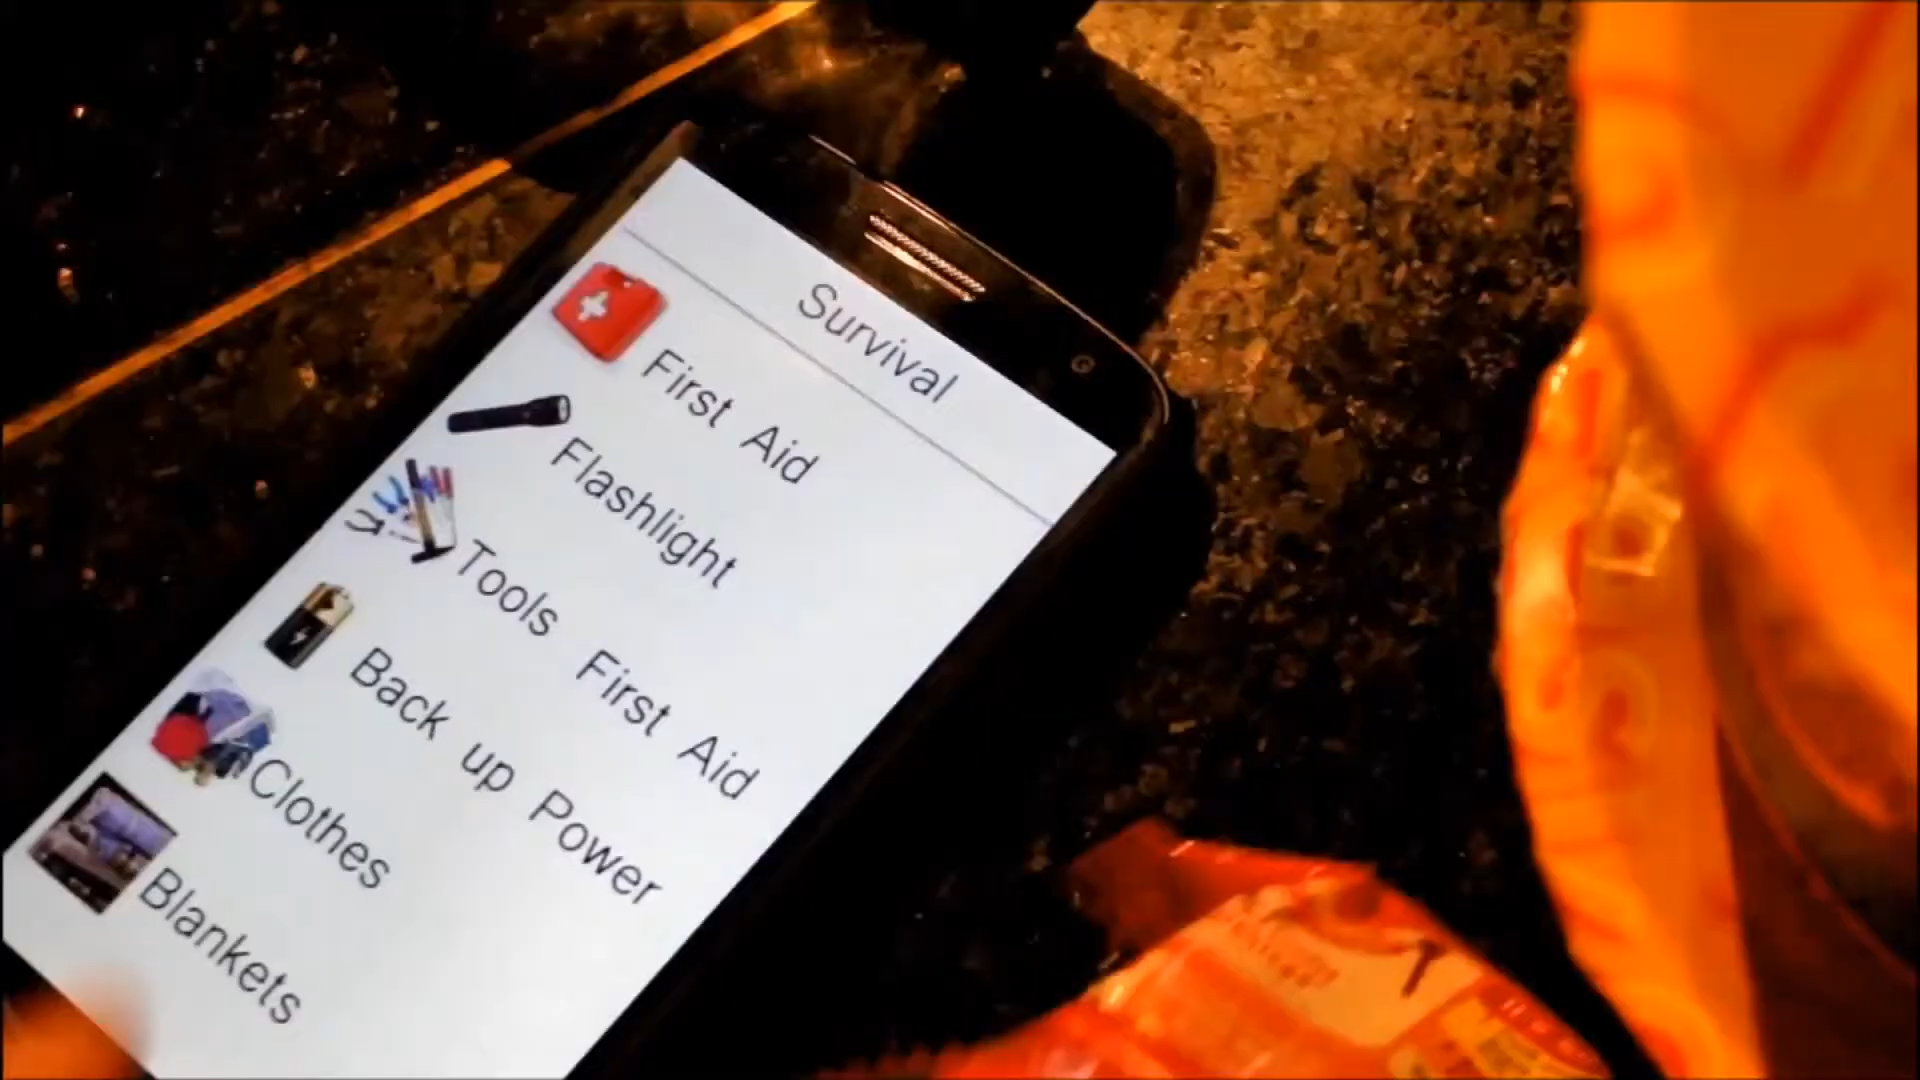 Survival
First Aid
Flashlight
Tools First Aid
Back up Power
Clothes
Blankets